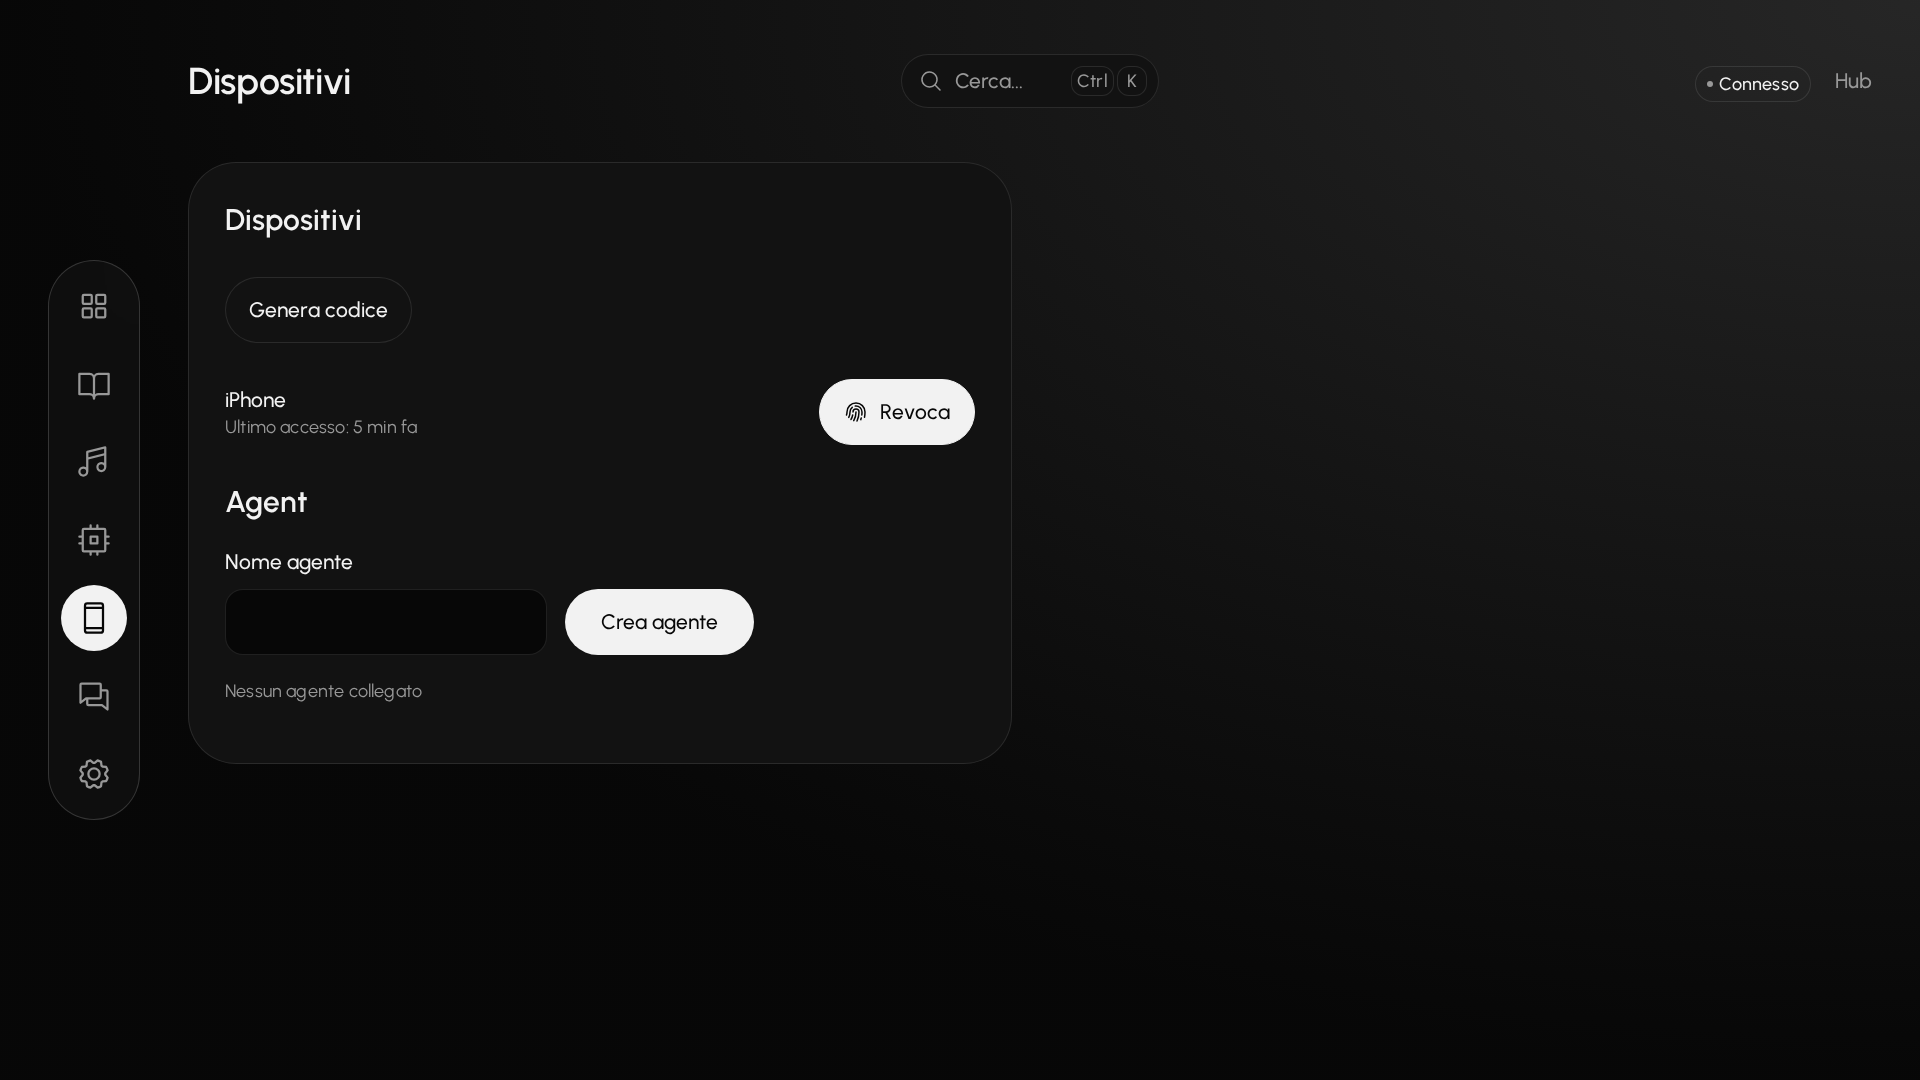 Dispositivi
Cerca... Ctrl K
Connesso Hub
Dispositivi
Genera codice
iPhone
Ultimo accesso: 5 min fa
Revoca
Agent
Nome agente
Crea agente
Nessun agente collegato